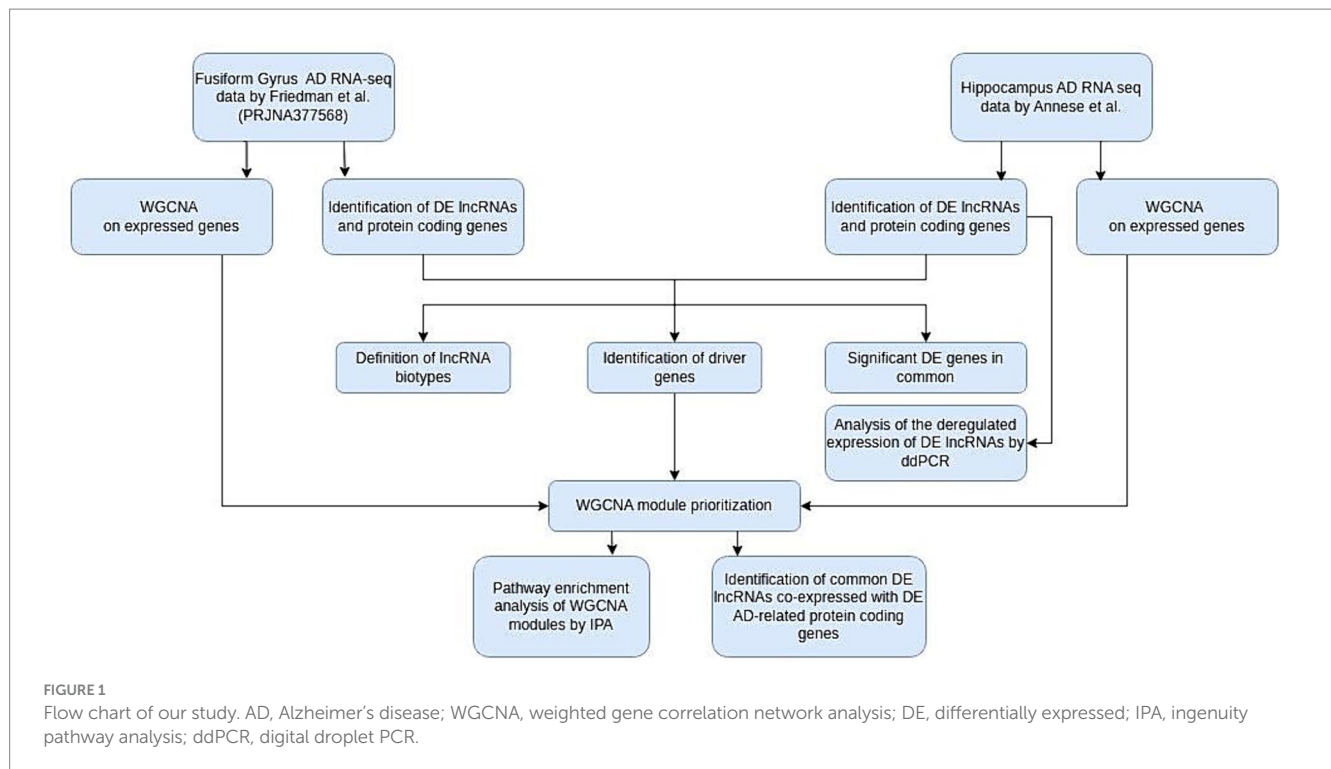 Fusiform Gyrus AD RNA-seq
data by Friedman et al.
(PRJNA377568)
Hippocampus AD RNA seq
data by Annese et al.
WGCNA
on expressed genes
Identification of DE lncRNAs
and protein coding genes
Identification of DE lncRNAs
and protein coding genes
WGCNA
on expressed genes
Definition of lncRNA
biotypes
Identification of driver
genes
Significant DE genes in
common
Analysis of the deregulated
expression of DE lncRNAs by
ddPCR
WGCNA module prioritization
Pathway enrichment
analysis of WGCNA
modules by IPA
Identification of common DE
lncRNAs co-expressed with DE
AD-related protein coding
genes
FIGURE 1
Flow chart of our study. AD, Alzheimer's disease; WGCNA, weighted gene correlation network analysis; DE, differentially expressed; IPA, ingenuity
pathway analysis; ddPCR, digital droplet PCR.